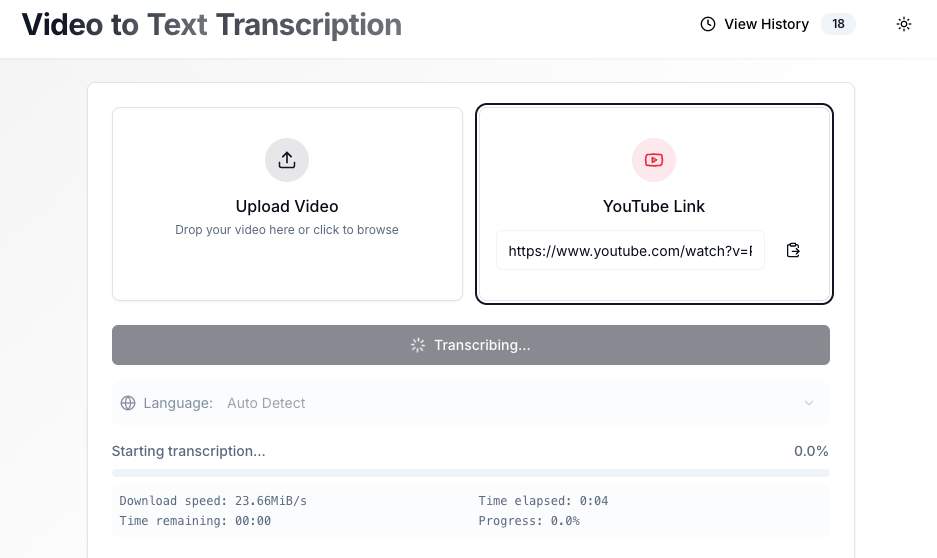 Video to Text Transcription
View History 18
Upload Video
Drop your video here or click to browse
YouTube Link
https://www.youtube.com/watch?v=
Transcribing...
Language: Auto Detect
Starting transcription... 0.0%
Download speed: 23.66MiB/s Time elapsed: 0:04
Time remaining: 00:00 Progress: 0.0%